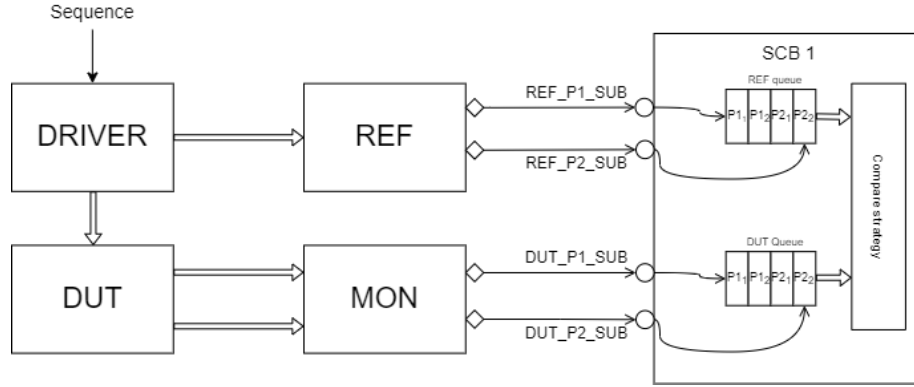 Sequence
SCB 1
REF queue
DRIVER
REF
REF_P1_SUB
REF_P2_SUB
P1₁ P1₂ P2₁ P2₂
Compare strategy
DUT
MON
DUT_P1_SUB
DUT_P2_SUB
DUT Queue
P1₁ P1₂ P2₁ P2₂